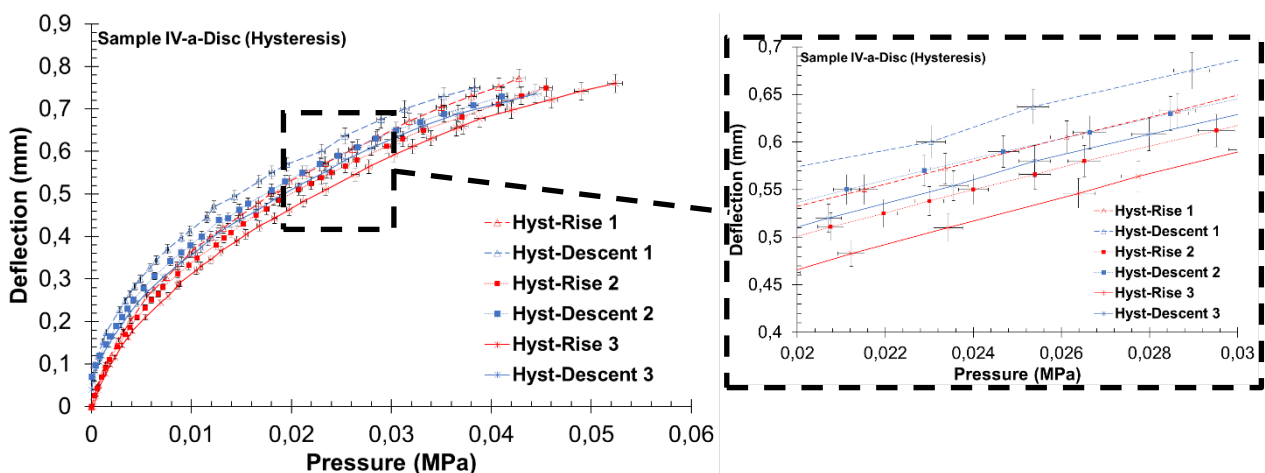 Sample IV-a-Disc (Hysteresis)
Deflection (mm)
0,9
0,8
0,7
0,6
0,5
0,4
0,3
0,2
0,1
0
0
0,01
0,02
0,03
0,04
0,05
0,06
Pressure (MPa)
Hyst-Rise 1
Hyst-Descent 1
Hyst-Rise 2
Hyst-Descent 2
Hyst-Rise 3
Hyst-Descent 3
Sample IV-a-Disc (Hysteresis)
Deflection (mm)
0,7
0,65
0,6
0,55
0,5
0,45
0,4
0,02
0,022
0,024
0,026
0,028
0,03
Pressure (MPa)
Hyst-Rise 1
Hyst-Descent 1
Hyst-Rise 2
Hyst-Descent 2
Hyst-Rise 3
Hyst-Descent 3